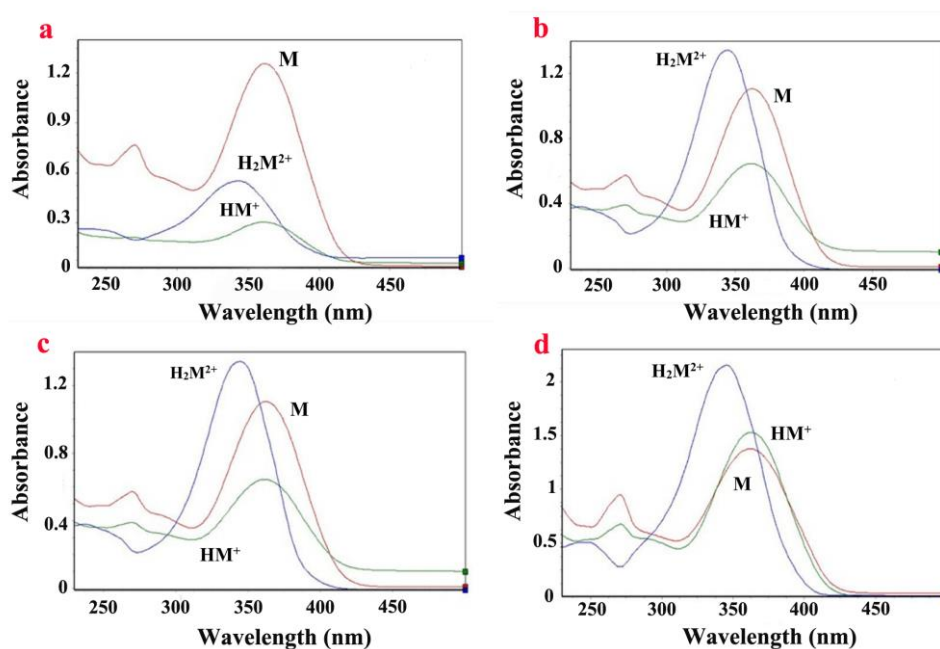 a
Absorbance
1.2
0.9
0.6
0.3
0
M
H₂M²⁺
HM⁺
250 300 350 400 450
Wavelength (nm)
b
Absorbance
1.2
0.8
0.4
0
H₂M²⁺
M
HM⁺
250 300 350 400 450
Wavelength (nm)
c
Absorbance
1.2
0.8
0.4
0
H₂M²⁺
M
HM⁺
250 300 350 400 450
Wavelength (nm)
d
Absorbance
2
1.5
1
0.5
0
H₂M²⁺
HM⁺
M
250 300 350 400 450
Wavelength (nm)